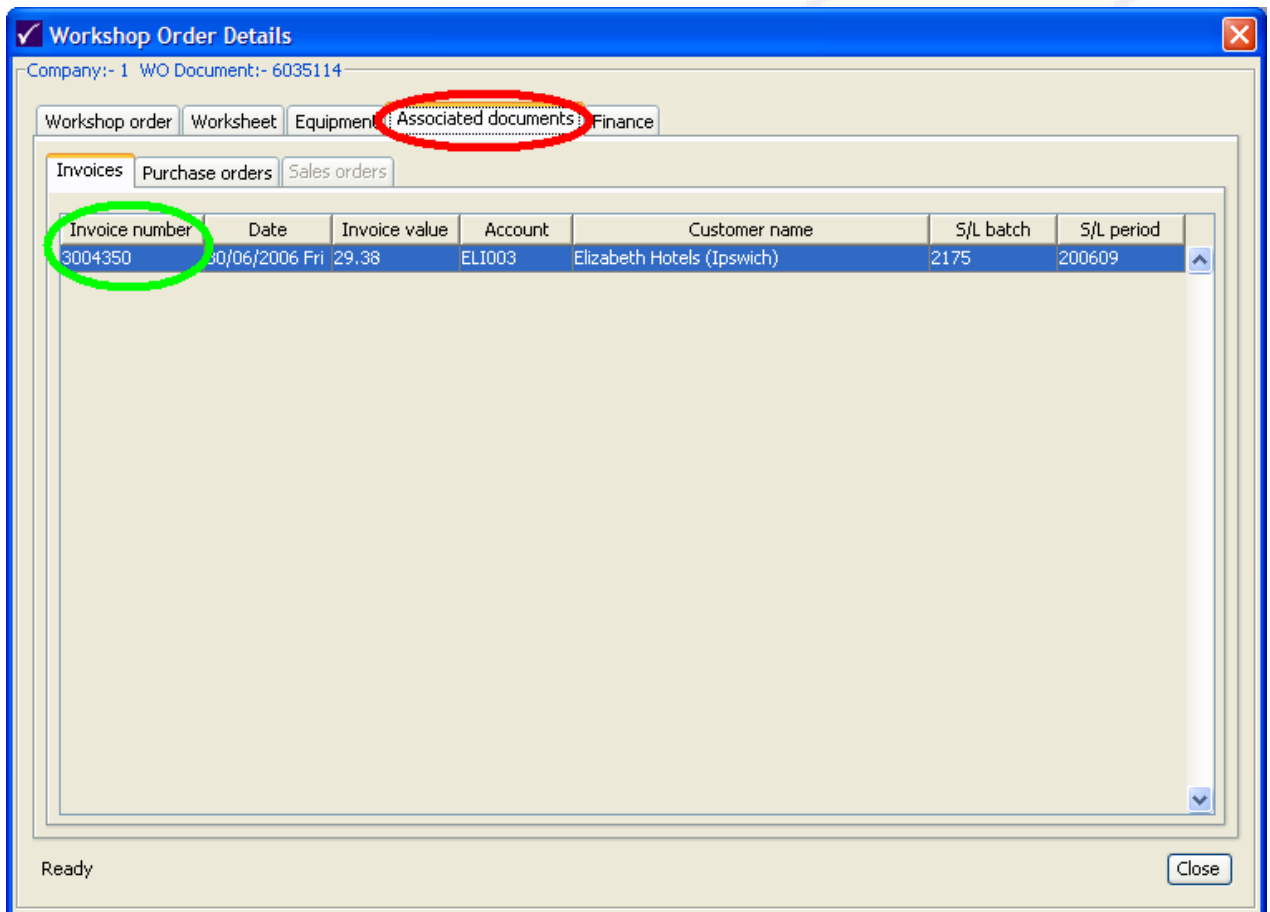 Workshop Order Details
Company:- 1 WO Document:- 6035114
Workshop order Worksheet Equipment Associated documents Finance
Invoices Purchase orders Sales orders
Invoice number Date Invoice value Account Customer name S/L batch S/L period
3004350 30/06/2006 Fri 29.38 ELI003 Elizabeth Hotels (Ipswich) 2175 200609
Ready Close